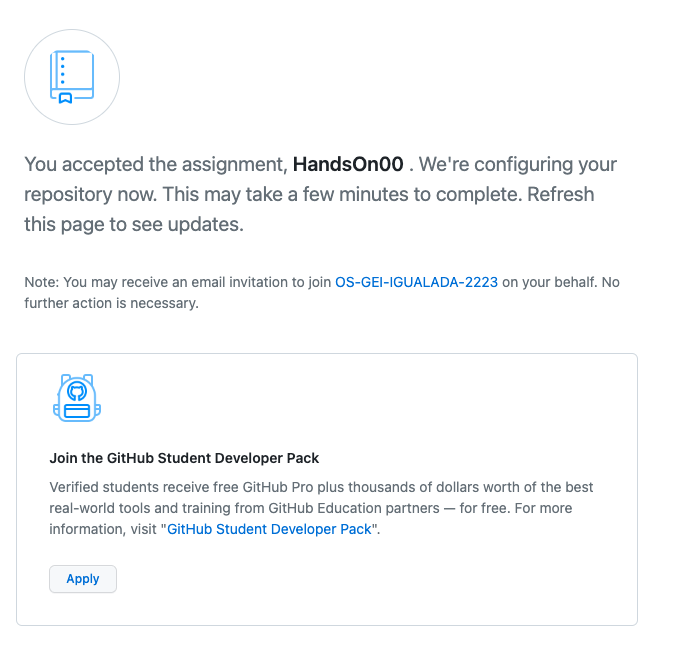 You accepted the assignment, HandsOn00 . We're configuring your
repository now. This may take a few minutes to complete. Refresh
this page to see updates.
Note: You may receive an email invitation to join OS-GEI-IGUALADA-2223 on your behalf. No
further action is necessary.
Join the GitHub Student Developer Pack
Verified students receive free GitHub Pro plus thousands of dollars worth of the best
real-world tools and training from GitHub Education partners — for free. For more
information, visit "GitHub Student Developer Pack".
Apply